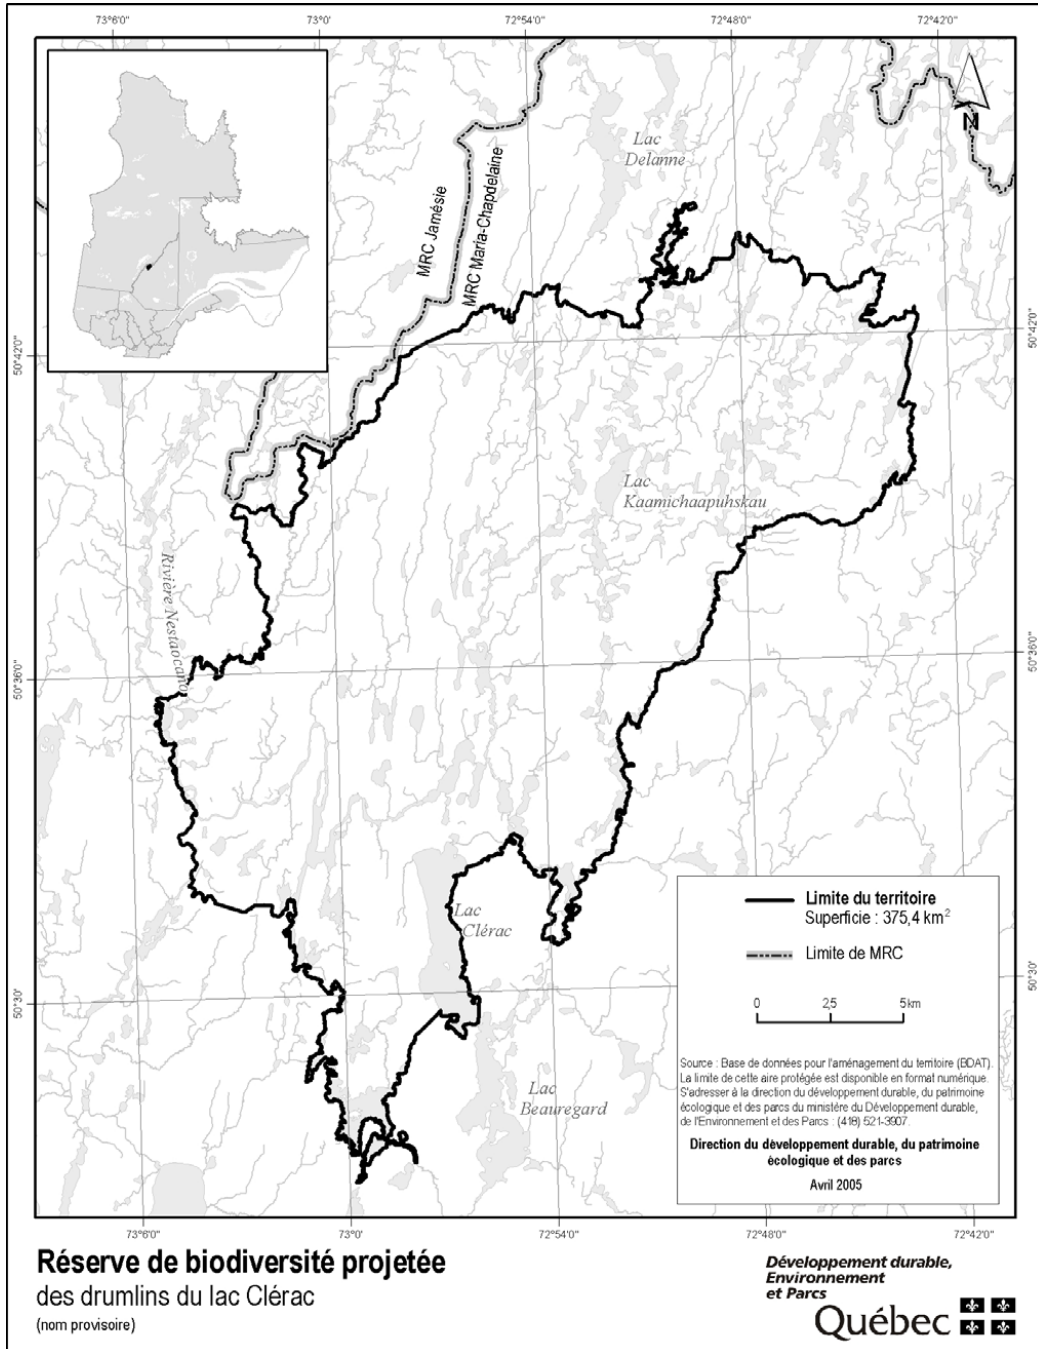 73°6'0"
73°0'
72°54'0"
72°48'0"
72°42'0"
N
Lac
Delanne
MRC Jamésie
MRC Maria-Chapdelaine
50°42'0"
50°42'0"
Lac
Kaamichaapuhskau
Rivière Nestaocano
50°36'0"
50°36'0"
Lac
Clérac
50°30'
50°30'
Lac
Beauregard
Limite du territoire
Superficie : 375,4 km²
Limite de MRC
0 2,5 5km
Source : Base de données pour l'aménagement du territoire (BDAT).
La limite de cette aire protégée est disponible en format numérique.
S'adresser à la direction du développement durable, du patrimoine
écologique et des parcs du ministère du Développement durable,
de l'Environnement et des Parcs : (418) 521-3907.
Direction du développement durable, du patrimoine
écologique et des parcs
Avril 2005
73°6'0"
73°0'
72°54'0"
72°48'0"
72°42'0"
Réserve de biodiversité projetée
des drumlins du lac Clérac
(nom provisoire)
Développement durable,
Environnement
et Parcs
Québec